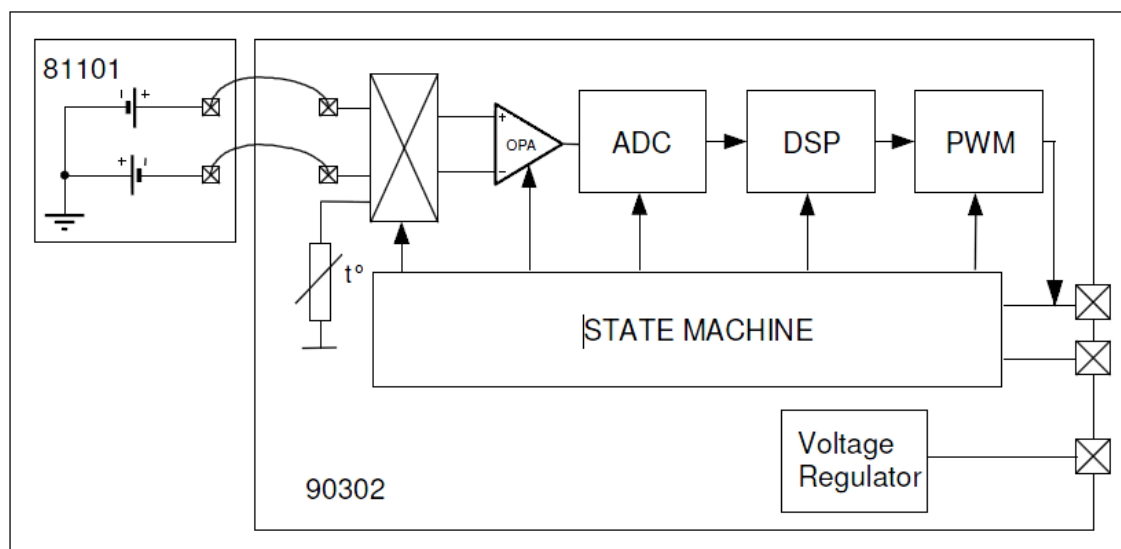 81101
+
+
+
OPA
−
ADC
DSP
PWM
t°
STATE MACHINE
Voltage
Regulator
90302